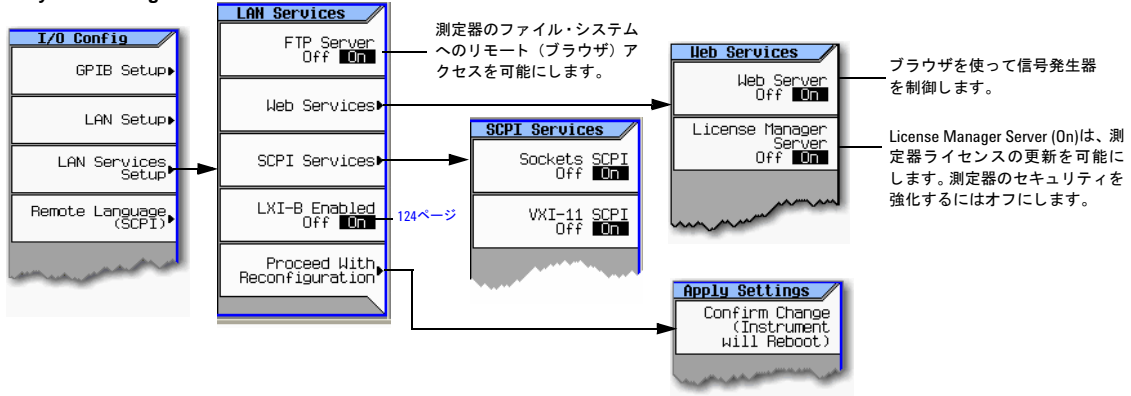 I/O Config
GPIB Setup
LAN Setup
LAN Services
Setup
Remote Language
(SCPI)
LAN Services
FTP Server
Off On
Web Services
SCPI Services
LXI-B Enabled
Off On
Proceed With
Reconfiguration
測定器のファイル・システム
へのリモート（ブラウザ）ア
クセスを可能にします。
124ページ
SCPI Services
Sockets SCPI
Off On
VXI-11 SCPI
Off On
Web Services
Web Server
Off On
License Manager
Server
Off On
ブラウザを使って信号発生器
を制御します。
License Manager Server (On)は、測
定器ライセンスの更新を可能に
します。測定器のセキュリティを
強化するにはオフにします。
Apply Settings
Confirm Change
(Instrument
will Reboot)